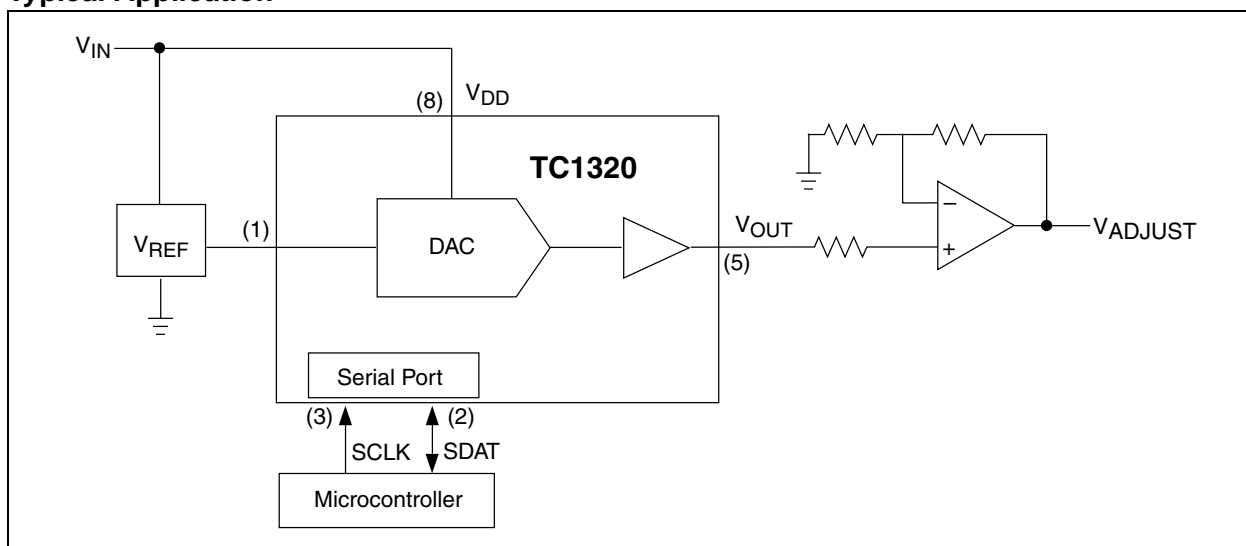 Typical Application
VIN
(8)
VDD
TC1320
VREF
(1)
DAC
VOUT
(5)
−
+
VADJUST
Serial Port
(3)
(2)
SCLK
SDAT
Microcontroller